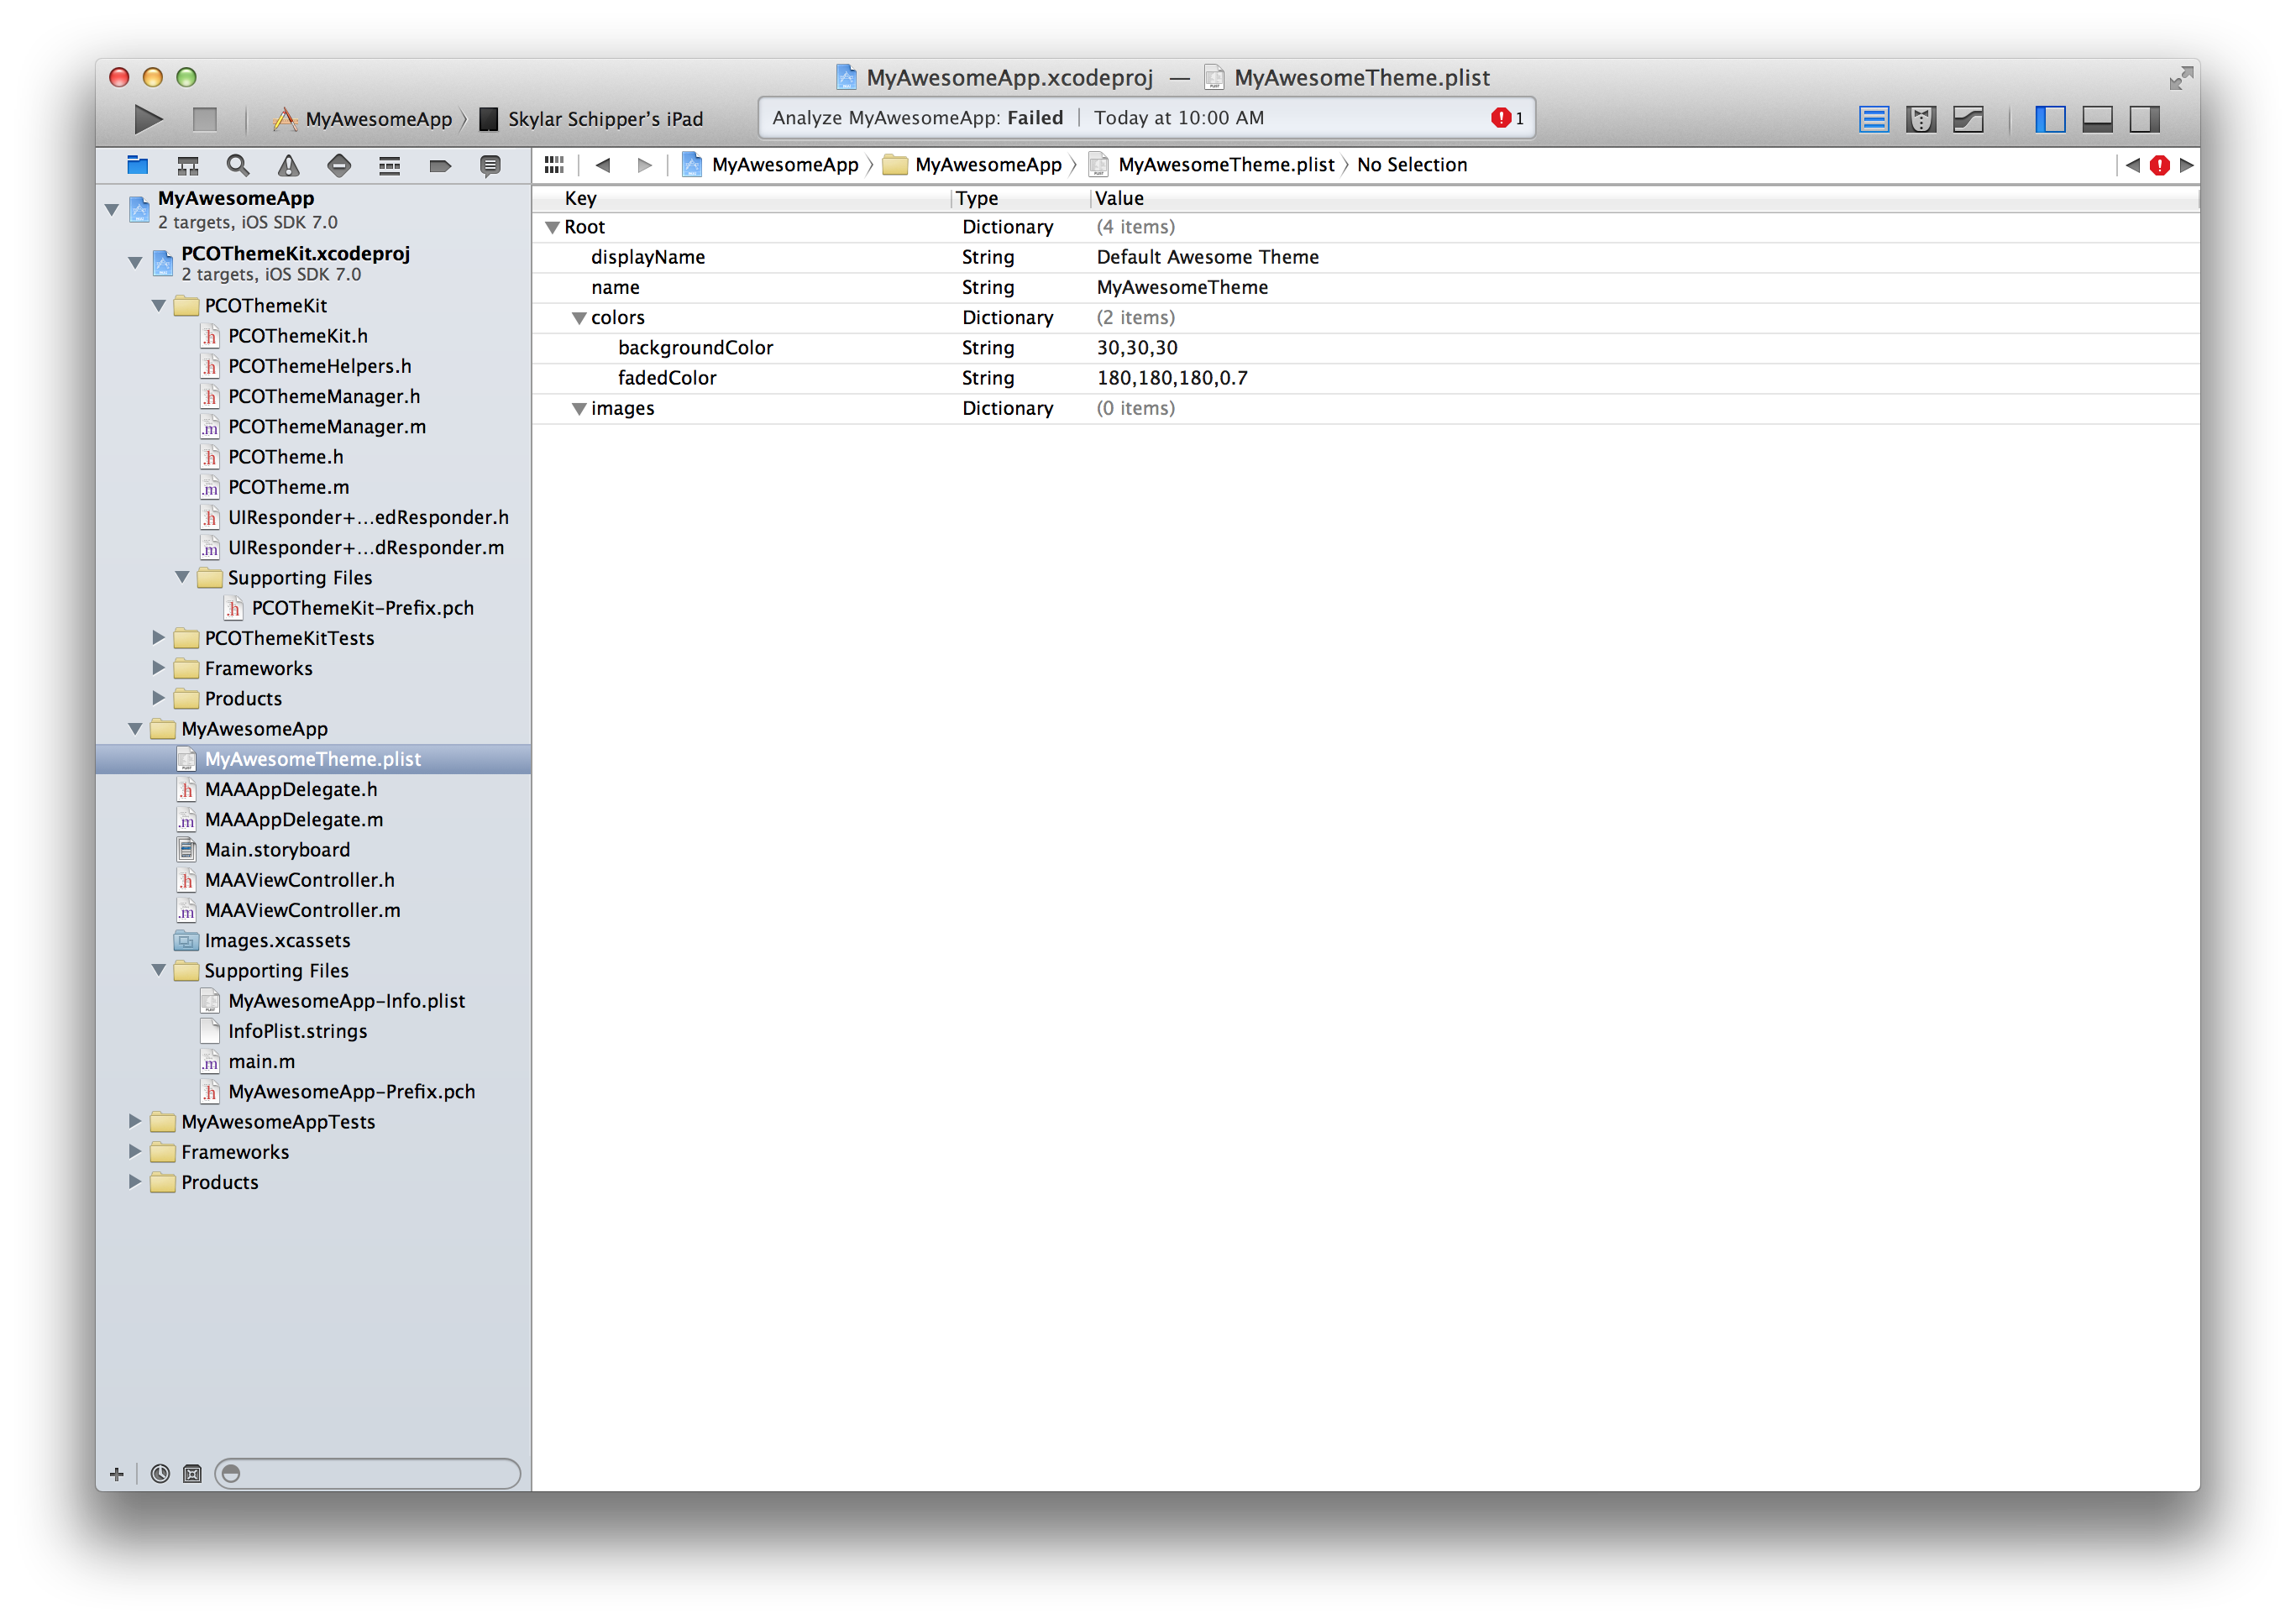 MyAwesomeApp.xcodeproj — MyAwesomeTheme.plist
MyAwesomeApp Skylar Schipper's iPad
Analyze MyAwesomeApp: Failed | Today at 10:00 AM 1
MyAwesomeApp MyAwesomeApp MyAwesomeTheme.plist No Selection
MyAwesomeApp
2 targets, iOS SDK 7.0
PCOThemeKit.xcodeproj
2 targets, iOS SDK 7.0
PCOThemeKit
PCOThemeKit.h
PCOThemeHelpers.h
PCOThemeManager.h
PCOThemeManager.m
PCOTheme.h
PCOTheme.m
UIResponder+...edResponder.h
UIResponder+...dResponder.m
Supporting Files
PCOThemeKit-Prefix.pch
PCOThemeKitTests
Frameworks
Products
MyAwesomeApp
MyAwesomeTheme.plist
MAAAppDelegate.h
MAAAppDelegate.m
Main.storyboard
MAAViewController.h
MAAViewController.m
Images.xcassets
Supporting Files
MyAwesomeApp-Info.plist
InfoPlist.strings
main.m
MyAwesomeApp-Prefix.pch
MyAwesomeAppTests
Frameworks
Products
Key Type Value
Root Dictionary (4 items)
displayName String Default Awesome Theme
name String MyAwesomeTheme
colors Dictionary (2 items)
backgroundColor String 30,30,30
fadedColor String 180,180,180,0.7
images Dictionary (0 items)